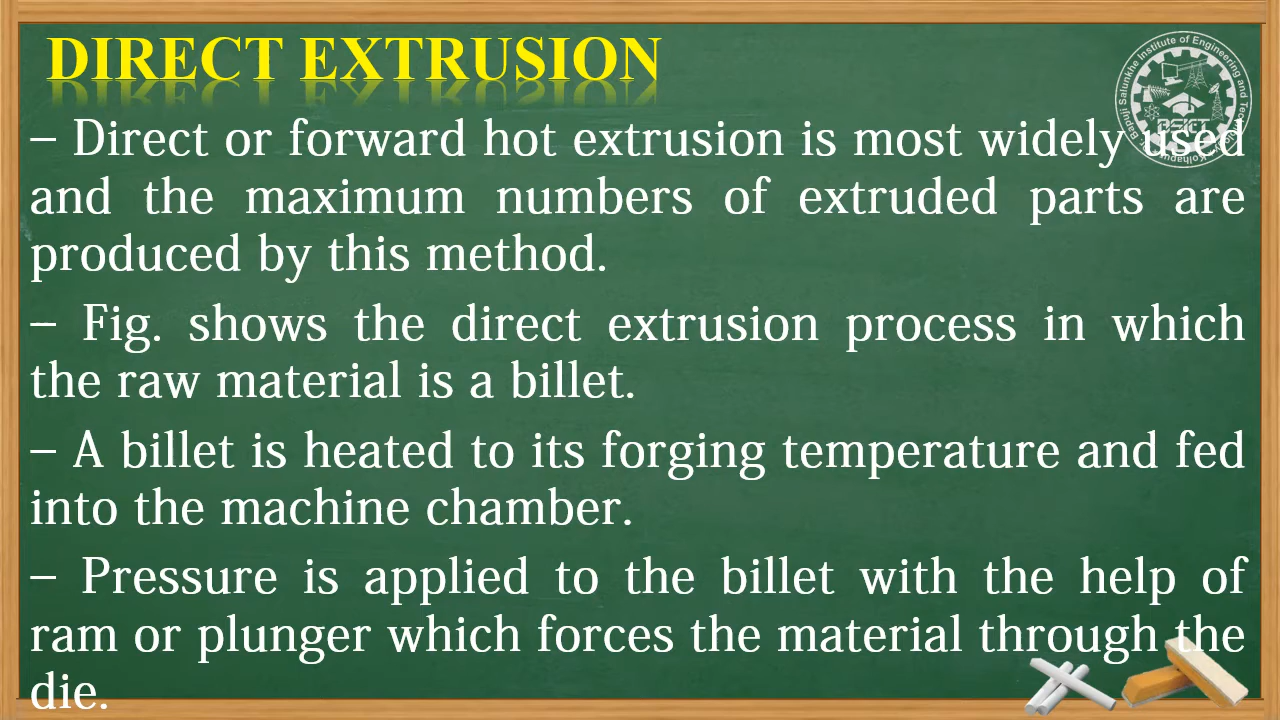 DIRECT EXTRUSION
– Direct or forward hot extrusion is most widely used
and the maximum numbers of extruded parts are
produced by this method.
– Fig. shows the direct extrusion process in which
the raw material is a billet.
– A billet is heated to its forging temperature and fed
into the machine chamber.
– Pressure is applied to the billet with the help of
ram or plunger which forces the material through the
die.